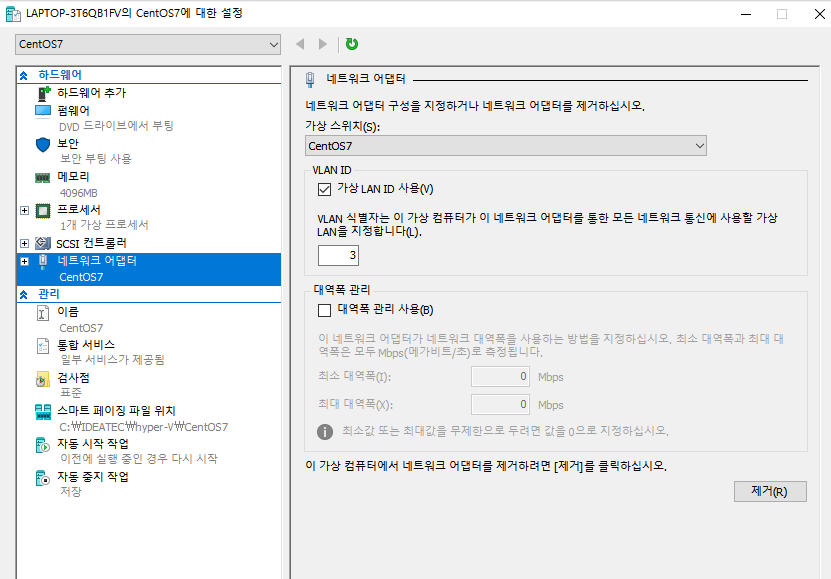 LAPTOP-3T6QB1FV의 CentOS7에 대한 설정
CentOS7
하드웨어
하드웨어 추가
펌웨어
DVD 드라이브에서 부팅
보안
보안 부팅 사용
메모리
4096MB
프로세서
1개 가상 프로세서
SCSI 컨트롤러
네트워크 어댑터
CentOS7
관리
이름
CentOS7
통합 서비스
일부 서비스가 제공됨
검사점
표준
스마트 페이징 파일 위치
C:₩IDEATEC₩hyper-V₩CentOS7
자동 시작 작업
이전에 실행 중인 경우 다시 시작
자동 중지 작업
저장
네트워크 어댑터
네트워크 어댑터 구성을 지정하거나 네트워크 어댑터를 제거하십시오.
가상 스위치(S):
CentOS7
VLAN ID
가상 LAN ID 사용(V)
VLAN 식별자는 이 가상 컴퓨터가 이 네트워크 어댑터를 통한 모든 네트워크 통신에 사용할 가상
LAN을 지정합니다(L).
3
대역폭 관리
대역폭 관리 사용(B)
이 네트워크 어댑터가 네트워크 대역폭을 사용하는 방법을 지정하십시오. 최소 대역폭과 최대 대
역폭은 모두 Mbps(메가비트/초)로 측정됩니다.
최소 대역폭(I): 0 Mbps
최대 대역폭(X): 0 Mbps
최소값 또는 최대값을 무제한으로 두려면 값을 0으로 지정하십시오.
이 가상 컴퓨터에서 네트워크 어댑터를 제거하려면 [제거]를 클릭하십시오.
제거(R)